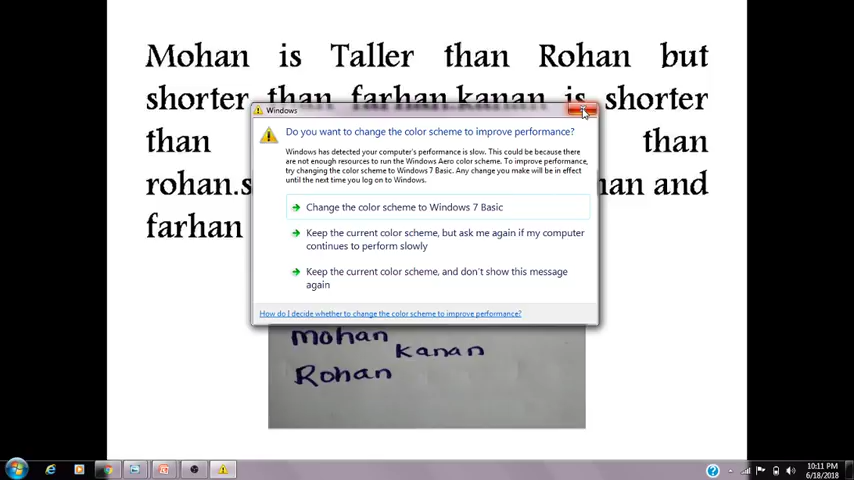 Mohan is Taller than Rohan but
shorter than farhan.kanan is shorter
than than
rohan.s an and
farhan
Windows
Do you want to change the color scheme to improve performance?
Windows has detected your computer's performance is slow. This could be because there
are not enough resources to run the Windows Aero color scheme. To improve performance,
try changing the color scheme to Windows 7 Basic. Any change you make will be in effect
until the next time you log on to Windows.
Change the color scheme to Windows 7 Basic
Keep the current color scheme, but ask me again if my computer
continues to perform slowly
Keep the current color scheme, and don't show this message
again
How do I decide whether to change the color scheme to improve performance?
Mohan
kanan
Rohan
10:11 PM
6/18/2018